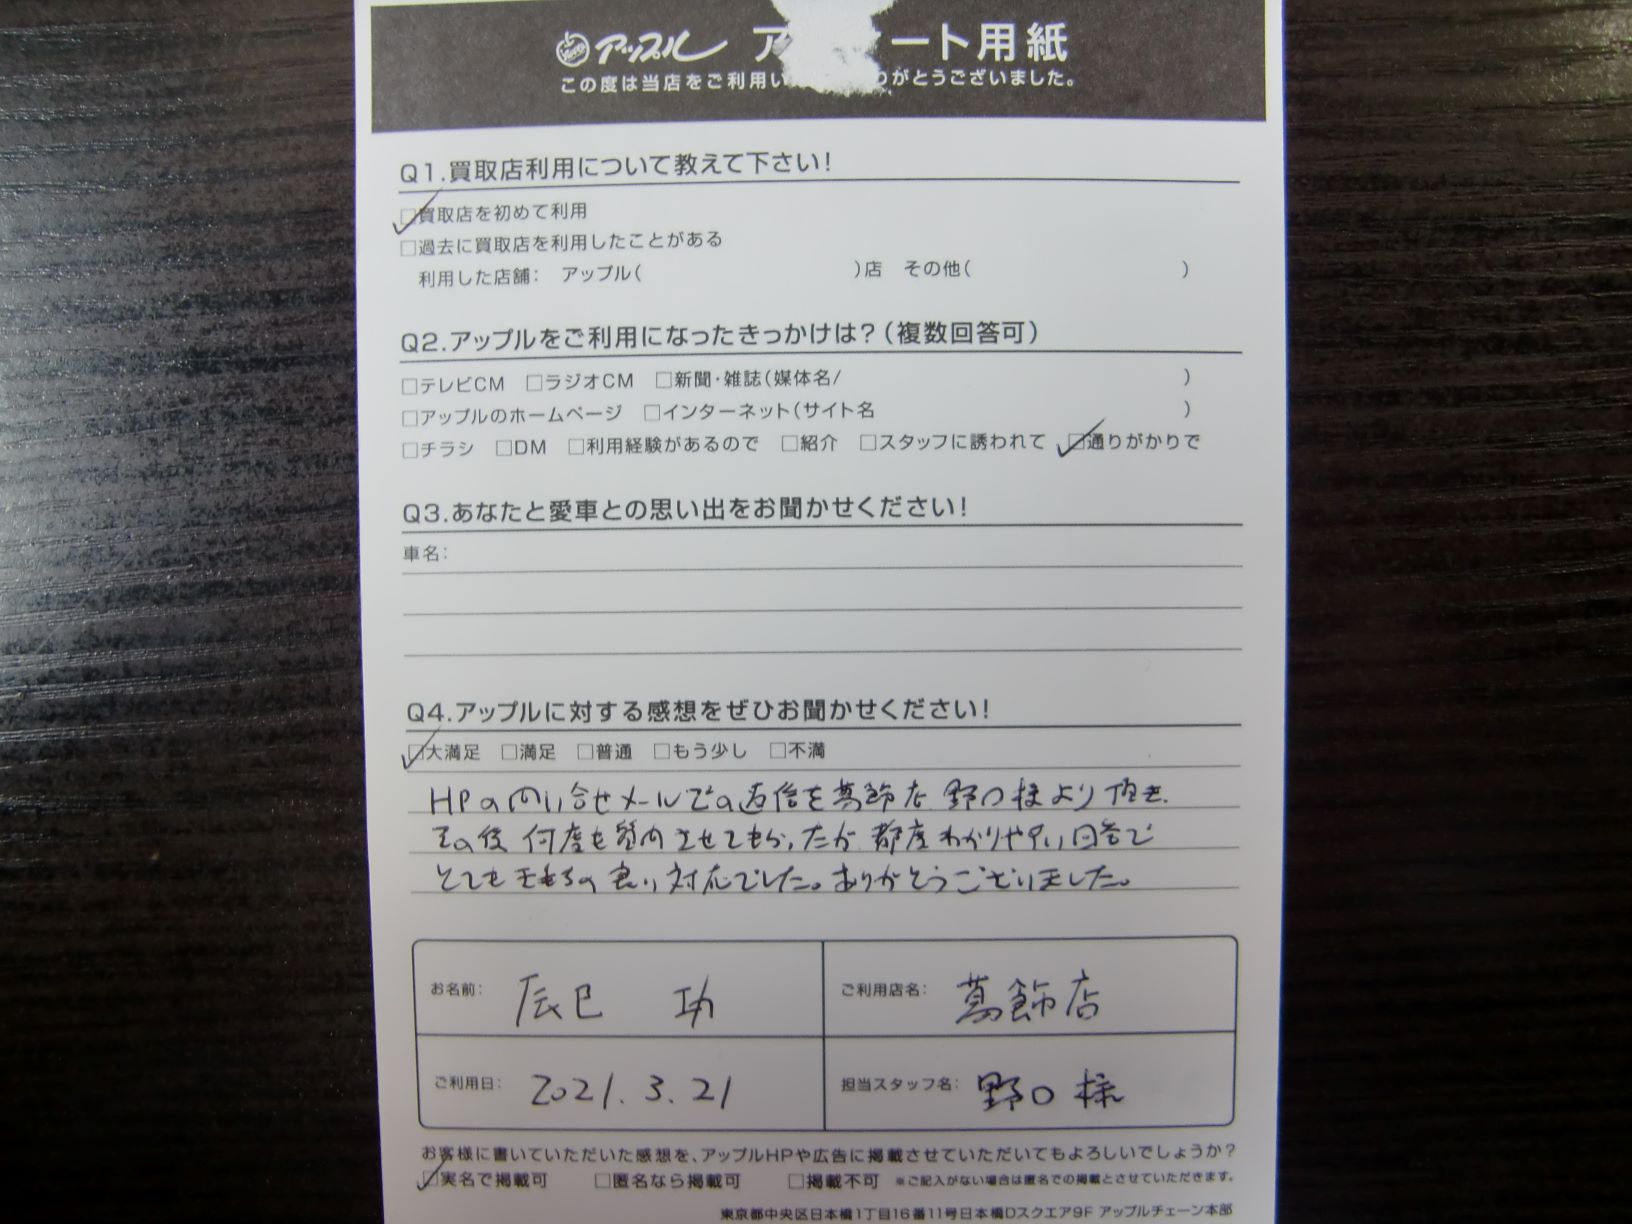 アップル ア ート用紙
この度は当店をご利用い りがとうございました。
Q1.買取店利用について教えて下さい!
□買取店を初めて利用
□過去に買取店を利用したことがある
利用した店舗: アップル( )店 その他( )
Q2.アップルをご利用になったきっかけは?(複数回答可)
□テレビCM □ラジオCM □新聞・雑誌(媒体名/ )
□アップルのホームページ □インターネット(サイト名 )
□チラシ □DM □利用経験があるので □紹介 □スタッフに誘われて □通りがかりで
Q3.あなたと愛車との思い出をお聞かせください!
車名:
Q4.アップルに対する感想をぜひお聞かせください!
□大満足 □満足 □普通 □もう少し □不満
HPの問い合せメールでの返信を葛飾店 野口様より頂き、
その後 何度も質問させてもらったが 都度わかりやすい回答で
とても 良い対応でした。ありがとうございました。
お名前: 辰巳 功
ご利用店名: 葛飾店
ご利用日: 2021.3.21
担当スタッフ名: 野口様
お客様に書いていただいた感想を、アップルHPや広告に掲載させていただいてもよろしいでしょうか?
□実名で掲載可 □匿名なら掲載可 □掲載不可 ※ご記入がない場合は匿名での掲載とさせていただきます。
東京都中央区日本橋1丁目16番11号日本橋Dスクエア9F アップルチェーン本部